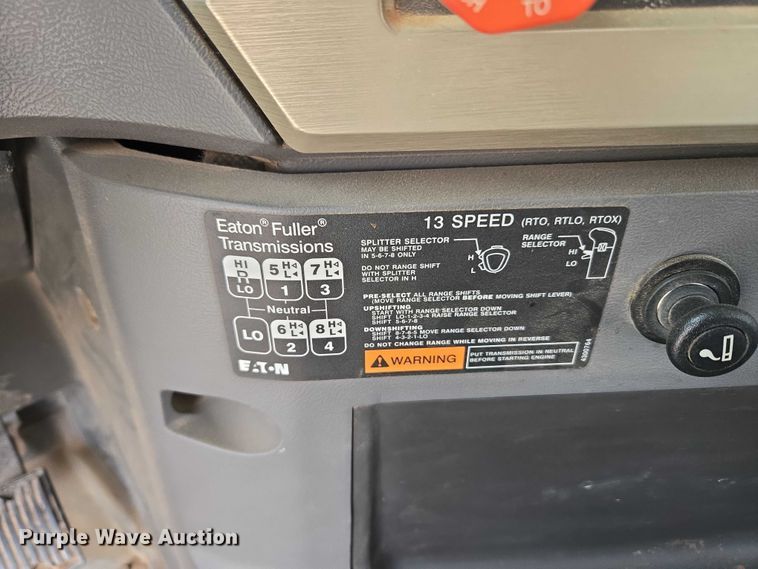 TO
Eaton® Fuller®
Transmissions
13 SPEED (RTO, RTLO, RTOX)
SPLITTER SELECTOR
MAY BE SHIFTED
IN 5-6-7-8 ONLY
DO NOT RANGE SHIFT
WITH SPLITTER
SELECTOR IN H
H
L
RANGE
SELECTOR
HI
LO
HI
R
LO
5 H
L
1
7 H
L
3
Neutral
LO
6 H
L
2
8 H
L
4
PRE-SELECT ALL RANGE SHIFTS
(MOVE RANGE SELECTOR BEFORE MOVING SHIFT LEVER)
UPSHIFTING
START WITH RANGE SELECTOR DOWN
SHIFT LO-1-2-3-4 RAISE RANGE SELECTOR
SHIFT 5-6-7-8
DOWNSHIFTING
SHIFT 8-7-6-5 MOVE RANGE SELECTOR DOWN
SHIFT 4-3-2-1-LO
DO NOT CHANGE RANGE WHILE MOVING IN REVERSE
EATON
WARNING
PUT TRANSMISSION IN NEUTRAL
BEFORE STARTING ENGINE
4300764
Purple Wave Auction